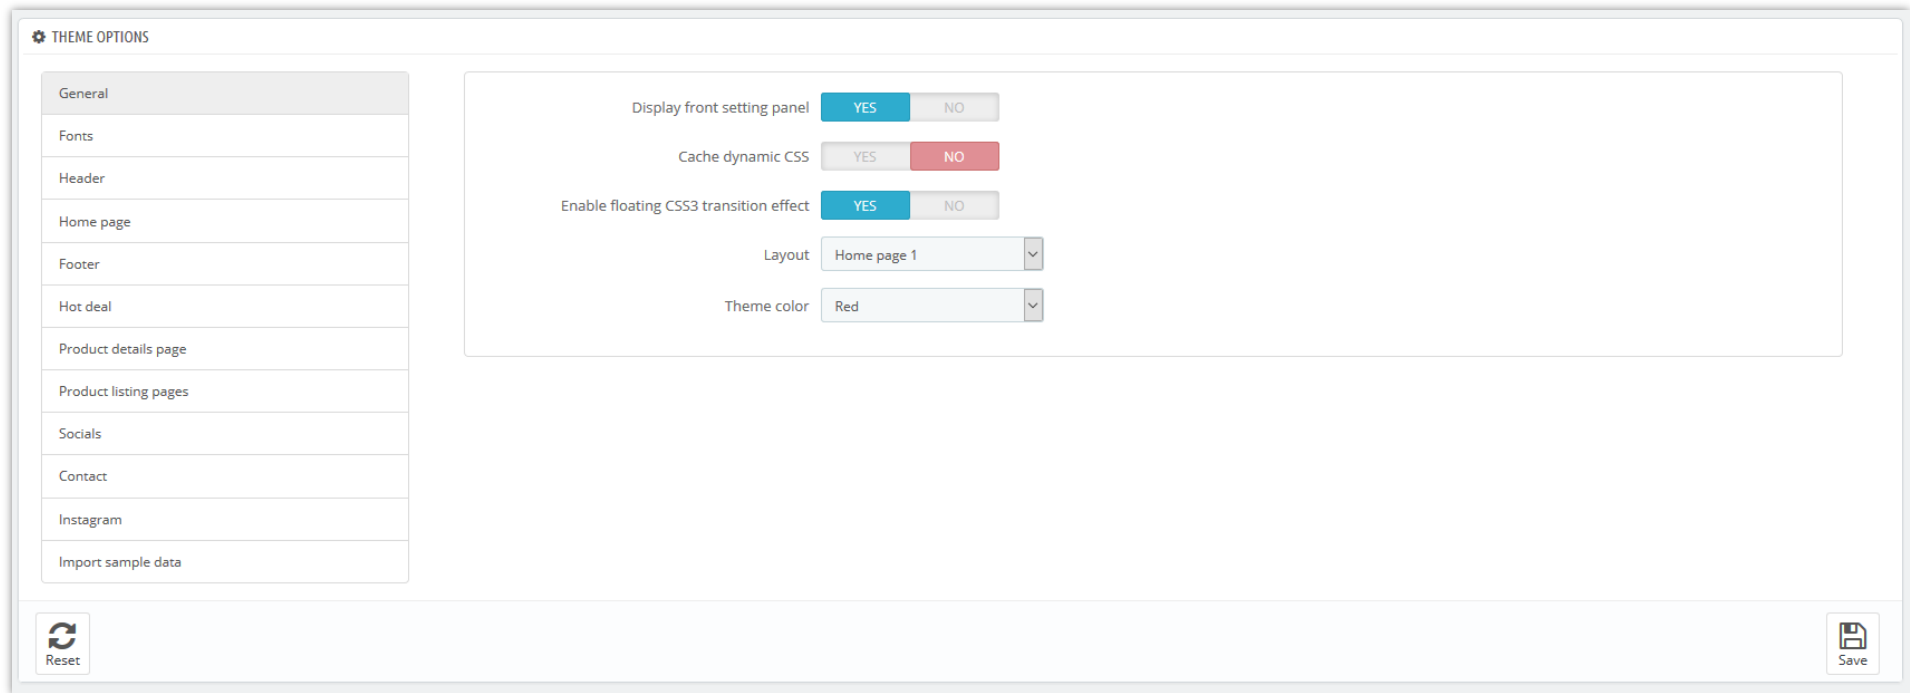 THEME OPTIONS
General
Fonts
Header
Home page
Footer
Hot deal
Product details page
Product listing pages
Socials
Contact
Instagram
Import sample data
Display front setting panel YES NO
Cache dynamic CSS YES NO
Enable floating CSS3 transition effect YES NO
Layout Home page 1
Theme color Red
Reset
Save